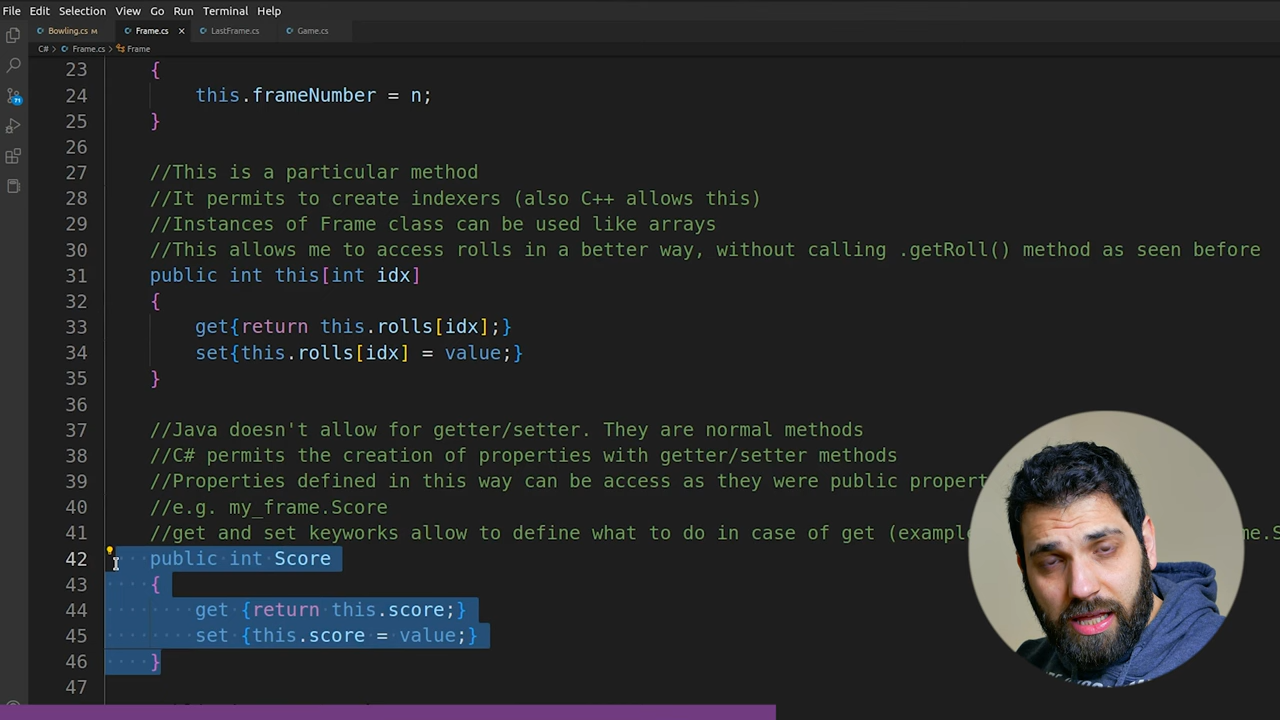 File Edit Selection View Go Run Terminal Help
Bowling.cs M Frame.cs × LastFrame.cs Game.cs
C# > Frame.cs > Frame
23 {
24 this.frameNumber = n;
25 }
26
27 //This is a particular method
28 //It permits to create indexers (also C++ allows this)
29 //Instances of Frame class can be used like arrays
30 //This allows me to access rolls in a better way, without calling .getRoll() method as seen before
31 public int this[int idx]
32 {
33 get{return this.rolls[idx];}
34 set{this.rolls[idx] = value;}
35 }
36
37 //Java doesn't allow for getter/setter. They are normal methods
38 //C# permits the creation of properties with getter/setter methods
39 //Properties defined in this way can be access as they were public propert
40 //e.g. my_frame.Score
41 //get and set keyworks allow to define what to do in case of get (examp
42 public int Score
43 {
44 get {return this.score;}
45 set {this.score = value;}
46 }
47